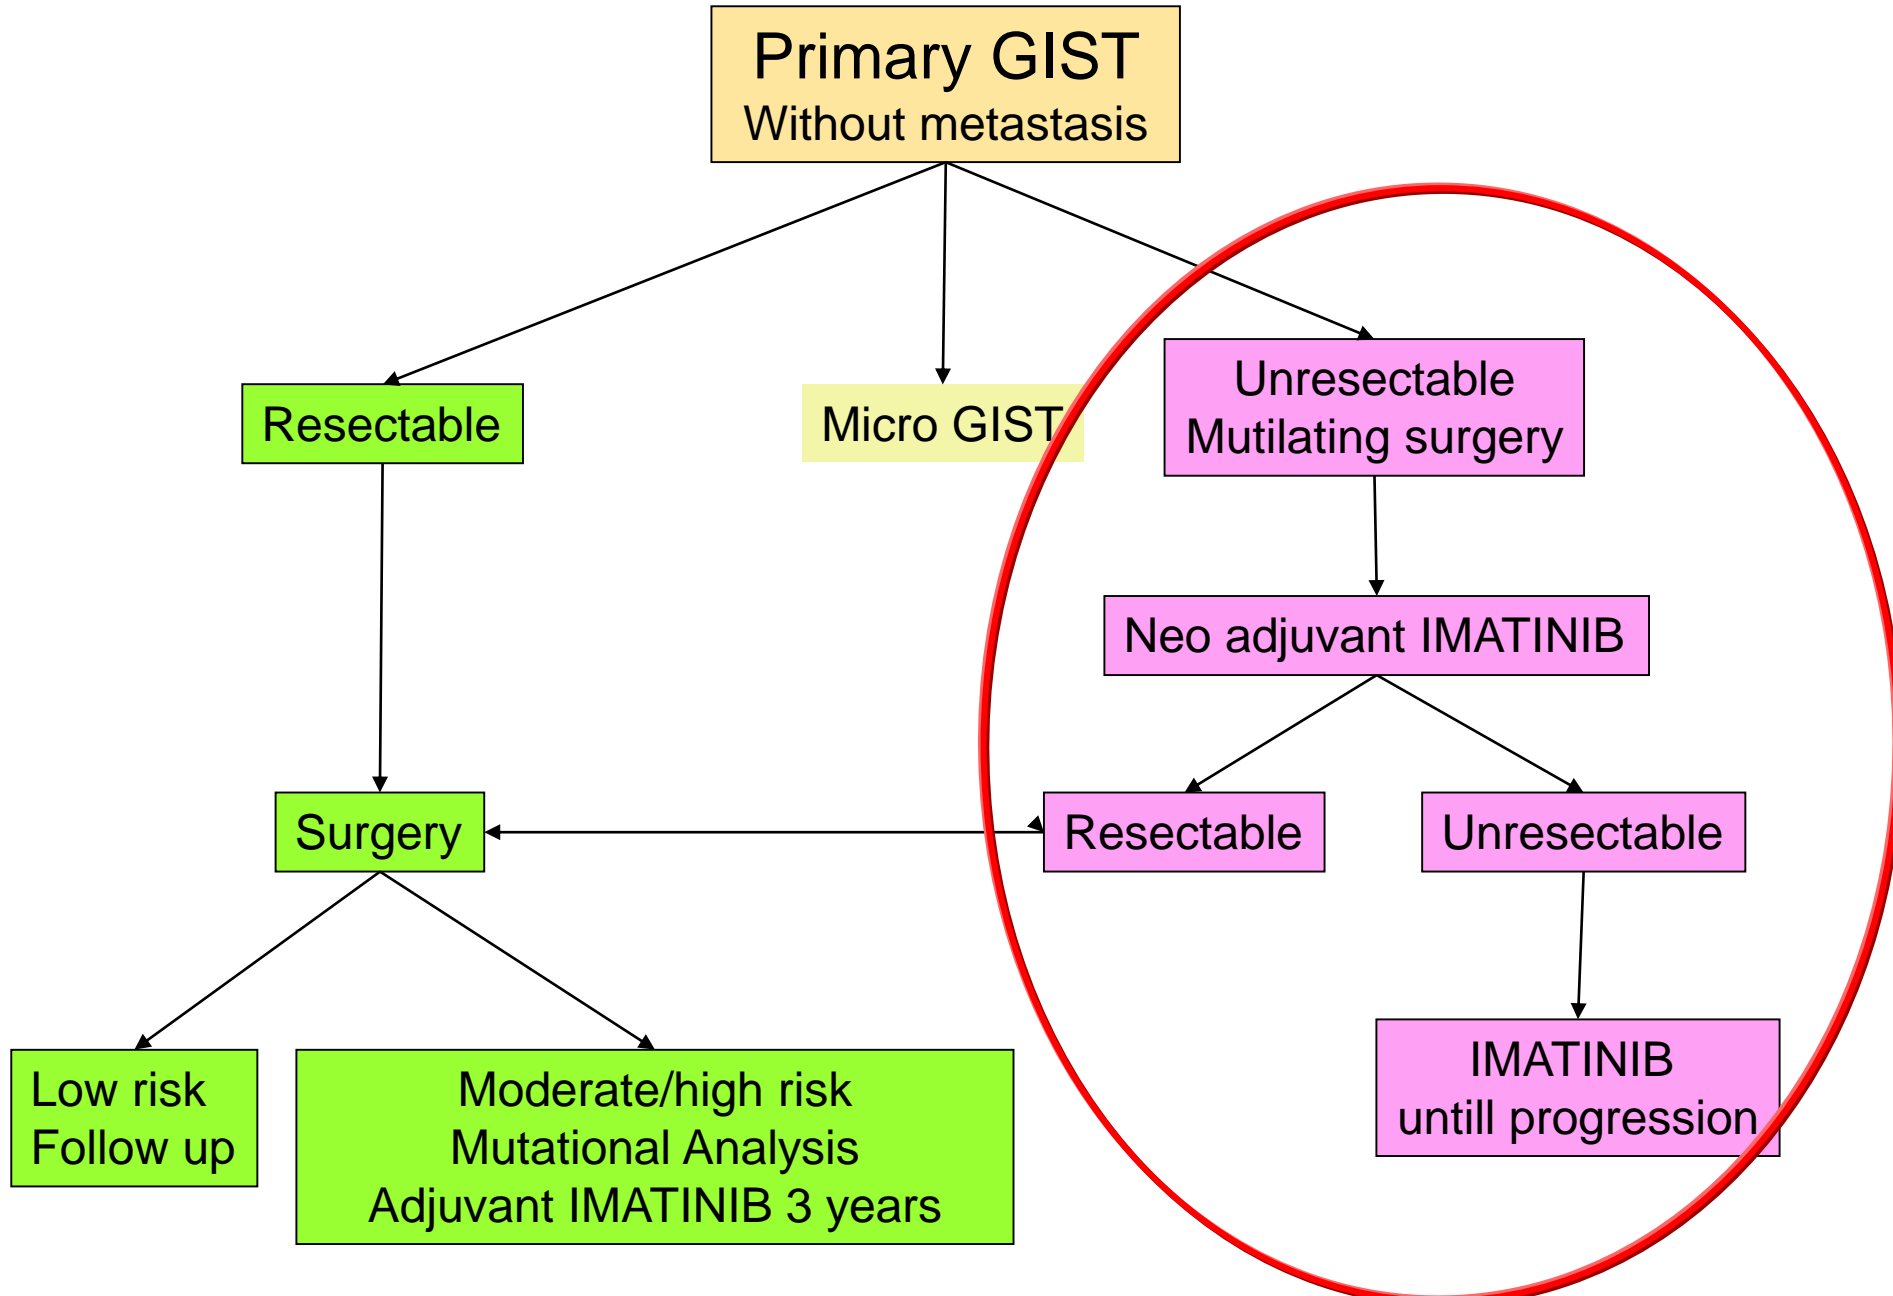 Primary GIST
Without metastasis
Resectable
Micro GIST
Unresectable
Mutilating surgery
Neo adjuvant IMATINIB
Surgery
Resectable
Unresectable
Low risk
Follow up
Moderate/high risk
Mutational Analysis
Adjuvant IMATINIB 3 years
IMATINIB
untill progression